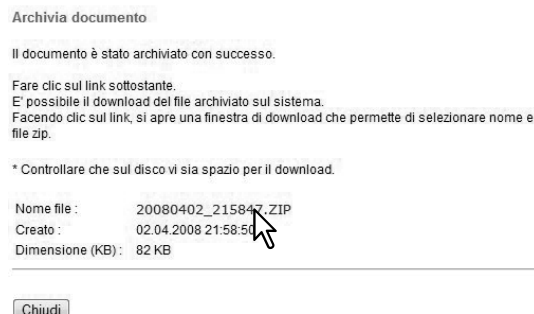 Archivia documento
Il documento è stato archiviato con successo.
Fare clic sul link sottostante.
E' possibile il download del file archiviato sul sistema.
Facendo clic sul link, si apre una finestra di download che permette di selezionare nome e
file zip.
* Controllare che sul disco vi sia spazio per il download.
Nome file : 20080402_215847.ZIP
Creato : 02.04.2008 21:58:50
Dimensione (KB) : 82 KB
Chiudi